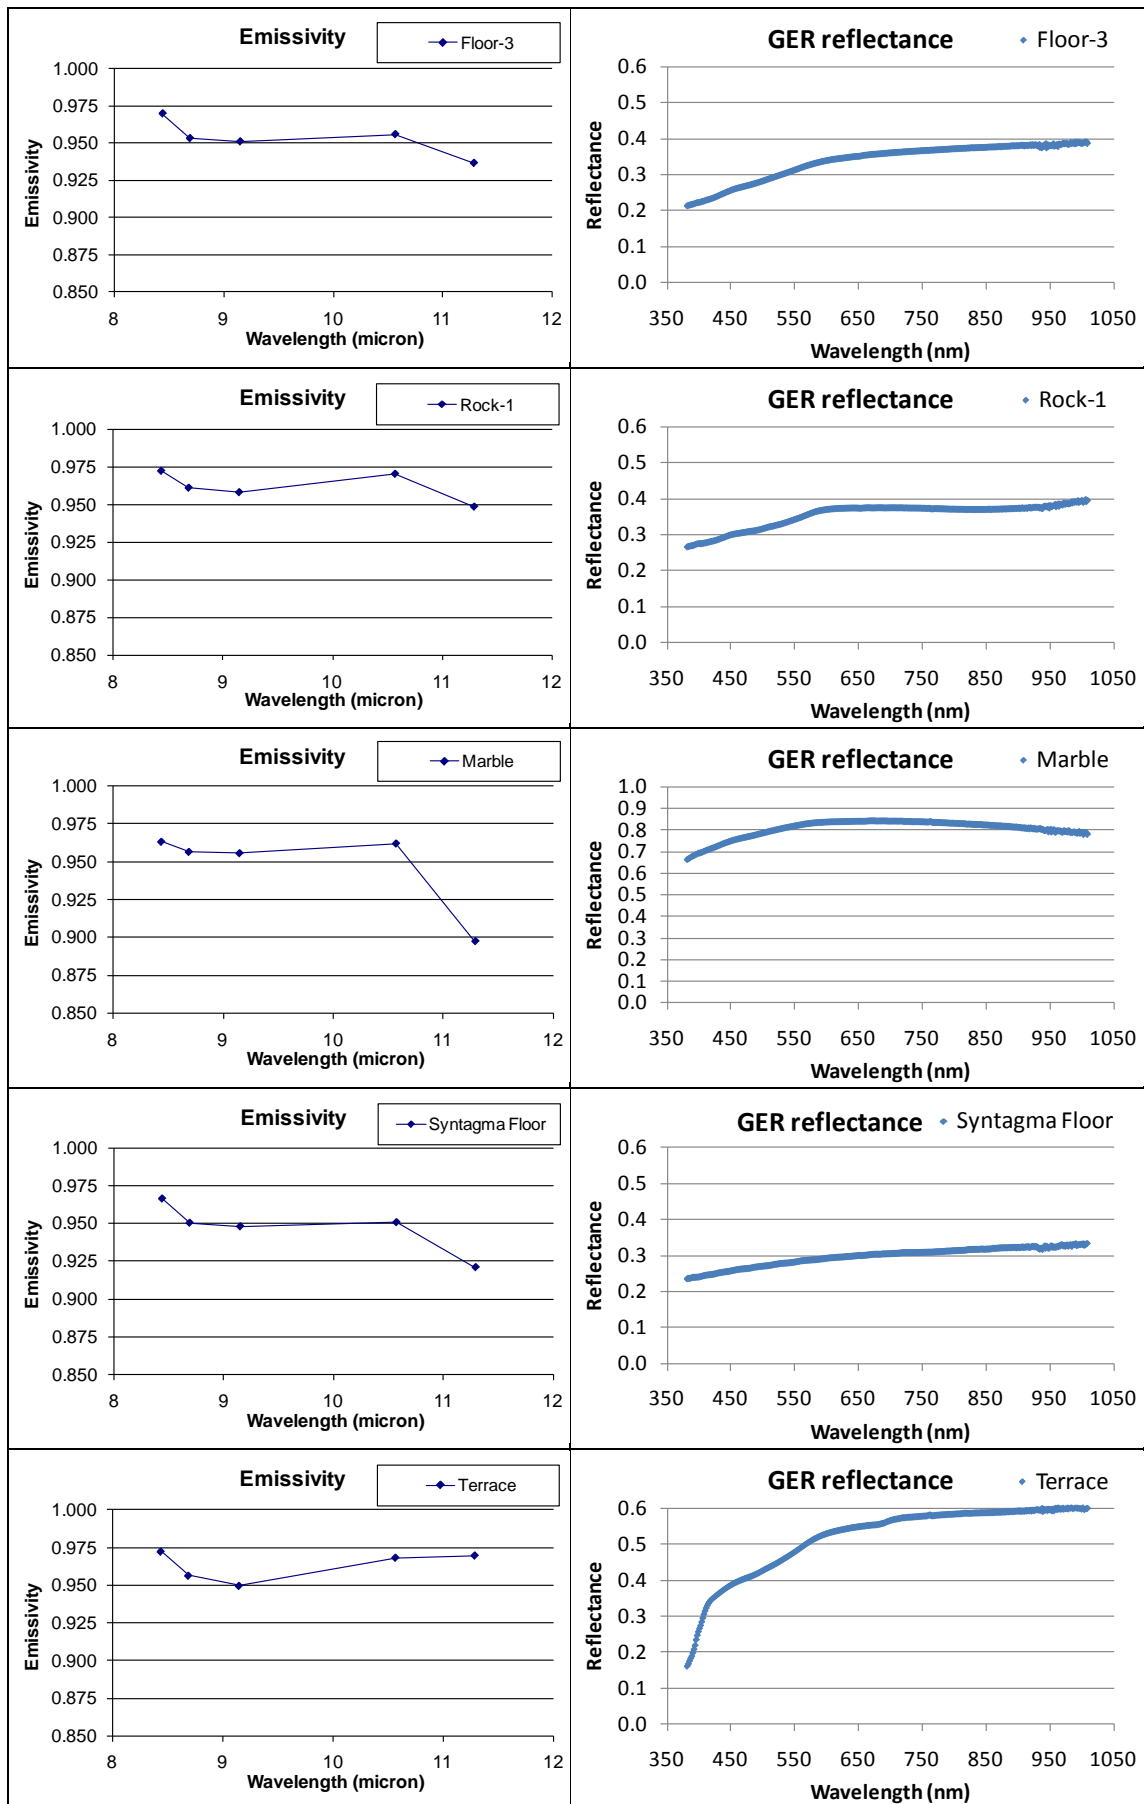 Emissivity
Floor-3
1.000
0.975
0.950
0.925
0.900
0.875
0.850
Emissivity
8 9 10 11 12
Wavelength (micron)
GER reflectance
Floor-3
0.6
0.5
0.4
0.3
0.2
0.1
0.0
Reflectance
350 450 550 650 750 850 950 1050
Wavelength (nm)
Emissivity
Rock-1
1.000
0.975
0.950
0.925
0.900
0.875
0.850
Emissivity
8 9 10 11 12
Wavelength (micron)
GER reflectance
Rock-1
0.6
0.5
0.4
0.3
0.2
0.1
0.0
Reflectance
350 450 550 650 750 850 950 1050
Wavelength (nm)
Emissivity
Marble
1.000
0.975
0.950
0.925
0.900
0.875
0.850
Emissivity
8 9 10 11 12
Wavelength (micron)
GER reflectance
Marble
1.0
0.9
0.8
0.7
0.6
0.5
0.4
0.3
0.2
0.1
0.0
Reflectance
350 450 550 650 750 850 950 1050
Wavelength (nm)
Emissivity
Syntagma Floor
1.000
0.975
0.950
0.925
0.900
0.875
0.850
Emissivity
8 9 10 11 12
Wavelength (micron)
GER reflectance
Syntagma Floor
0.6
0.5
0.4
0.3
0.2
0.1
0.0
Reflectance
350 450 550 650 750 850 950 1050
Wavelength (nm)
Emissivity
Terrace
1.000
0.975
0.950
0.925
0.900
0.875
0.850
Emissivity
8 9 10 11 12
Wavelength (micron)
GER reflectance
Terrace
0.6
0.5
0.4
0.3
0.2
0.1
0.0
Reflectance
350 450 550 650 750 850 950 1050
Wavelength (nm)